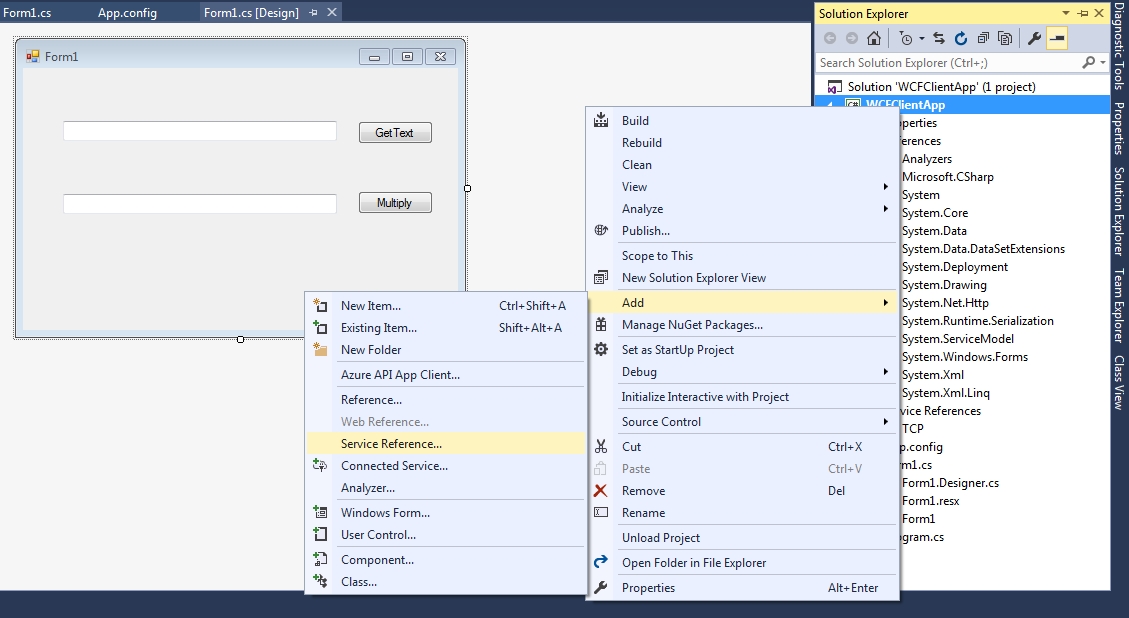 Form1.cs App.config Form1.cs [Design]
Form1
GetText
Multiply
Solution Explorer
Search Solution Explorer (Ctrl+;)
Solution 'WCFClientApp' (1 project)
WCFClientApp
perties
erences
Analyzers
Microsoft.CSharp
System
System.Core
System.Data
System.Data.DataSetExtensions
System.Deployment
System.Drawing
System.Net.Http
System.Runtime.Serialization
System.ServiceModel
System.Windows.Forms
System.Xml
System.Xml.Linq
vice References
TCP
p.config
m1.cs
Form1.Designer.cs
Form1.resx
Form1
gram.cs
Build
Rebuild
Clean
View
Analyze
Publish...
Scope to This
New Solution Explorer View
Add
Manage NuGet Packages...
Set as StartUp Project
Debug
Initialize Interactive with Project
Source Control
Cut Ctrl+X
Paste Ctrl+V
Remove Del
Rename
Unload Project
Open Folder in File Explorer
Properties Alt+Enter
New Item... Ctrl+Shift+A
Existing Item... Shift+Alt+A
New Folder
Azure API App Client...
Reference...
Web Reference...
Service Reference...
Connected Service...
Analyzer...
Windows Form...
User Control...
Component...
Class...
Diagnostic Tools
Properties
Solution Explorer
Team Explorer
Class View